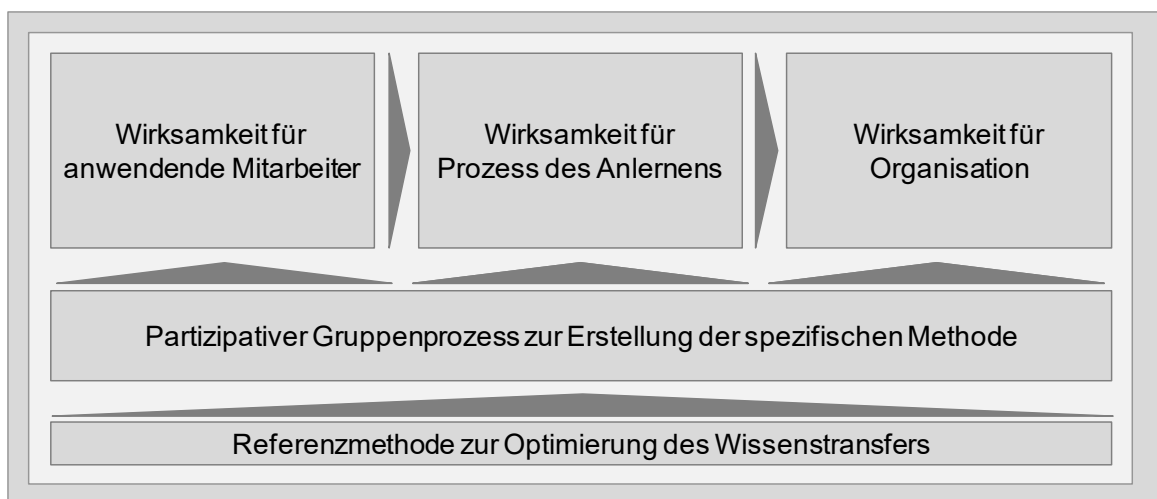 Wirksamkeit für
anwendende Mitarbeiter
Wirksamkeit für
Prozess des Anlernens
Wirksamkeit für
Organisation
Partizipativer Gruppenprozess zur Erstellung der spezifischen Methode
Referenzmethode zur Optimierung des Wissenstransfers